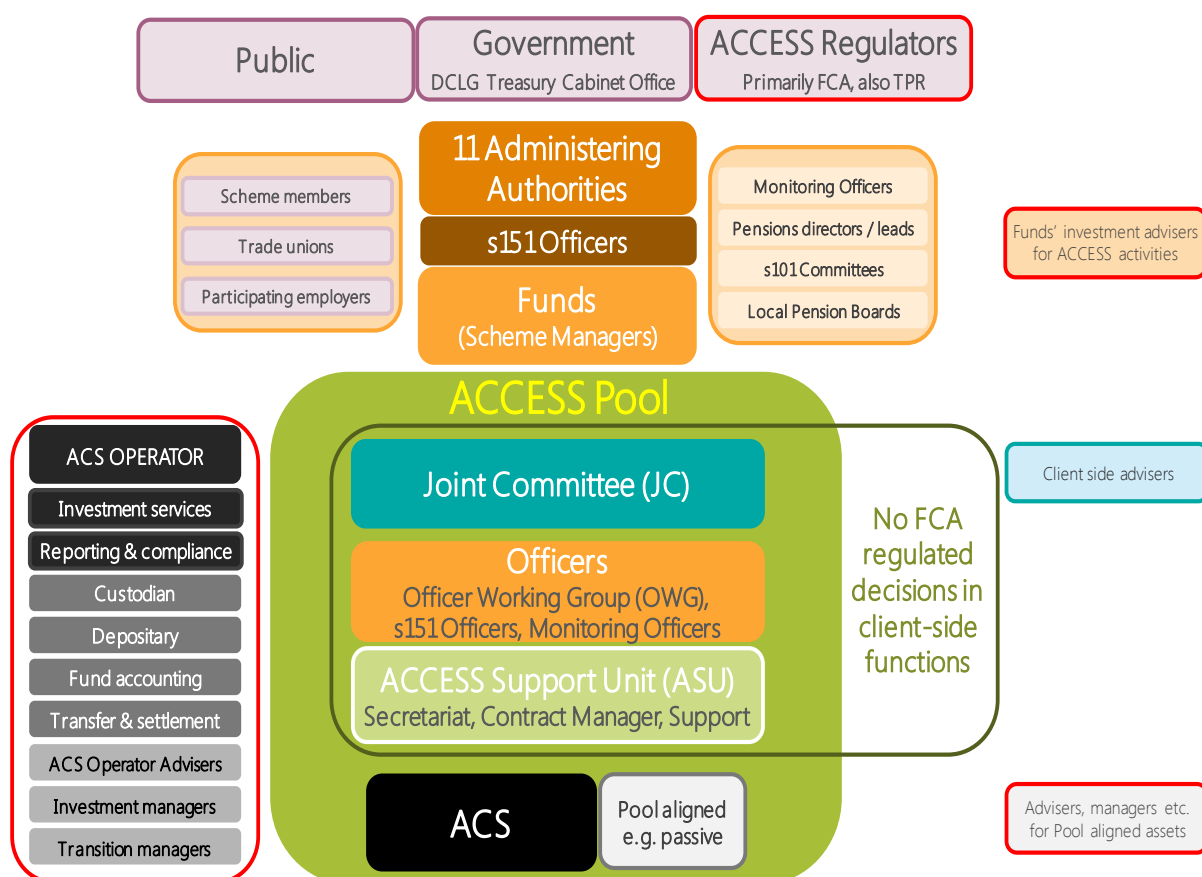 Public
Government
DCLG Treasury Cabinet Office
ACCESS Regulators
Primarily FCA, also TPR
11 Administering
Authorities
s151 Officers
Funds
(Scheme Managers)
Scheme members
Trade unions
Participating employers
Monitoring Officers
Pensions directors / leads
s101 Committees
Local Pension Boards
Funds' investment advisers
for ACCESS activities
ACCESS Pool
ACS OPERATOR
Investment services
Reporting & compliance
Custodian
Depositary
Fund accounting
Transfer & settlement
ACS Operator Advisers
Investment managers
Transition managers
Joint Committee (JC)
Officers
Officer Working Group (OWG),
s151 Officers, Monitoring Officers
ACCESS Support Unit (ASU)
Secretariat, Contract Manager, Support
No FCA
regulated
decisions in
client-side
functions
Client side advisers
ACS
Pool aligned
e.g. passive
Advisers, managers etc.
for Pool aligned assets